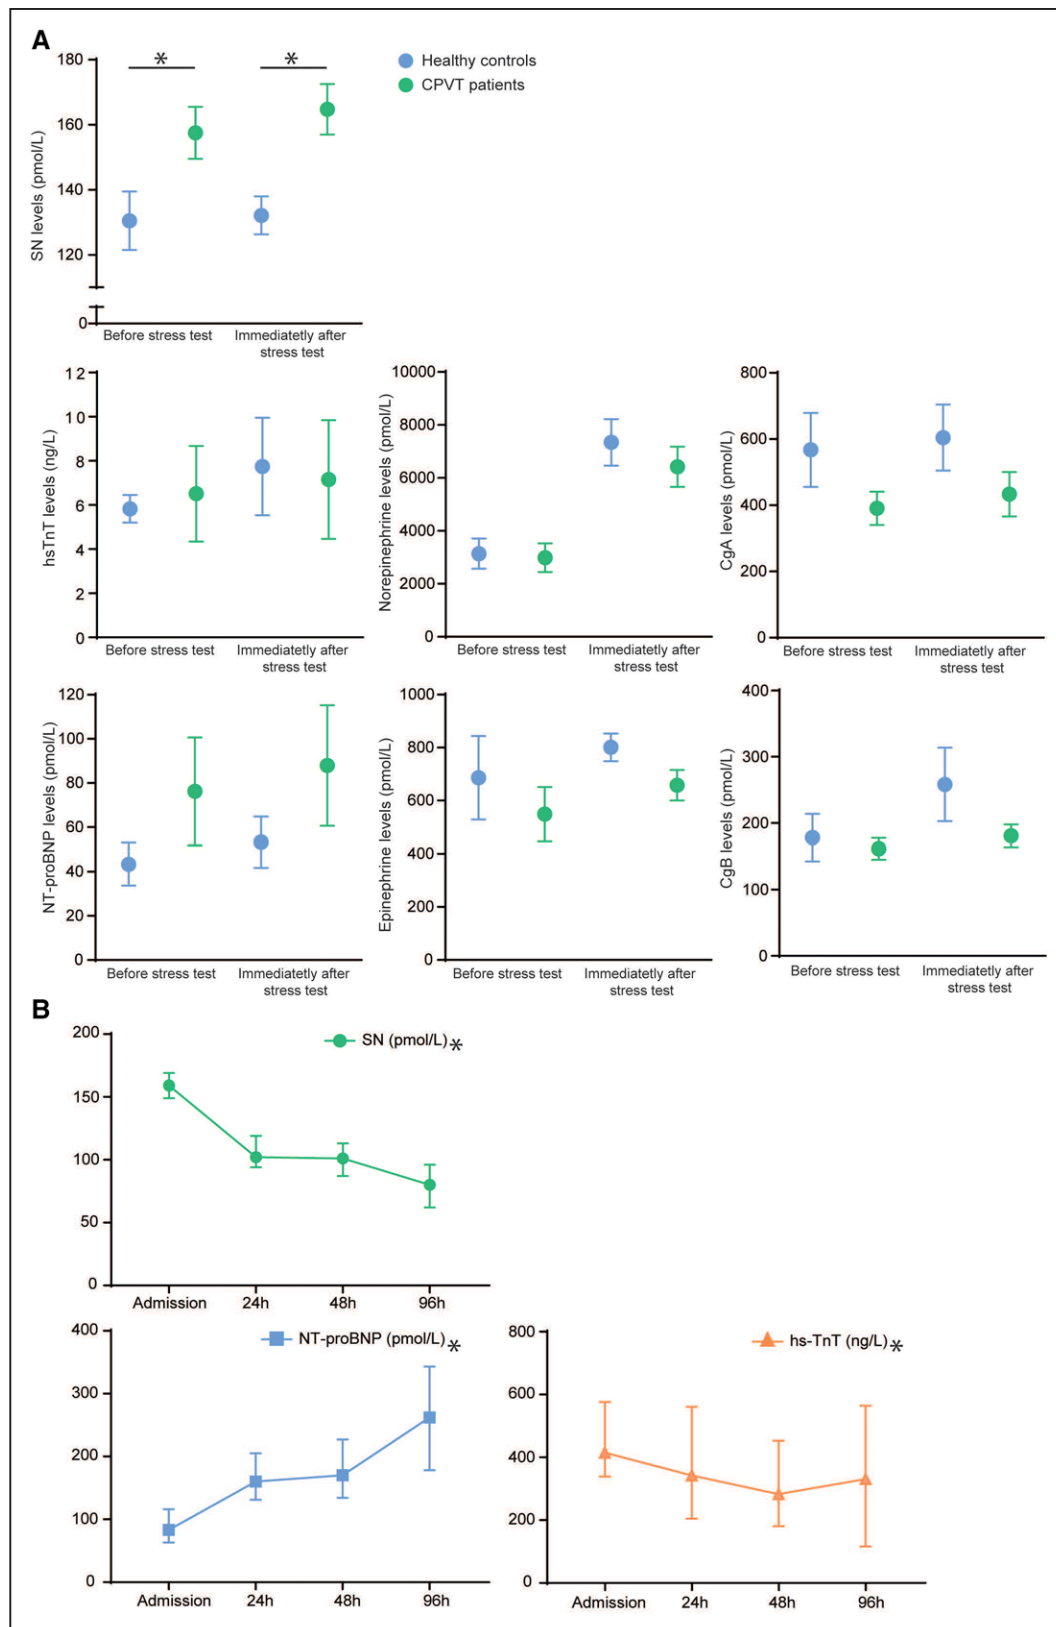 A
180
160
140
120
0
SN levels (pmol/L)
*
*
Healthy controls
CPVT patients
Before stress test
Immediatetly after
stress test
12
10
8
6
4
2
0
hsTnT levels (ng/L)
Before stress test
Immediatetly after
stress test
10000
8000
6000
4000
2000
0
Norepinephrine levels (pmol/L)
Before stress test
Immediatetly after
stress test
800
600
400
200
0
CgA levels (pmol/L)
Before stress test
Immediatetly after
stress test
120
100
80
60
40
20
0
NT-proBNP levels (pmol/L)
Before stress test
Immediatetly after
stress test
1000
800
600
400
200
0
Epinephrine levels (pmol/L)
Before stress test
Immediatetly after
stress test
400
300
200
100
0
CgB levels (pmol/L)
Before stress test
Immediatetly after
stress test
B
200
150
100
50
0
SN (pmol/L)*
Admission 24h 48h 96h
400
300
200
100
0
NT-proBNP (pmol/L)*
Admission 24h 48h 96h
800
600
400
200
0
hs-TnT (ng/L)*
Admission 24h 48h 96h